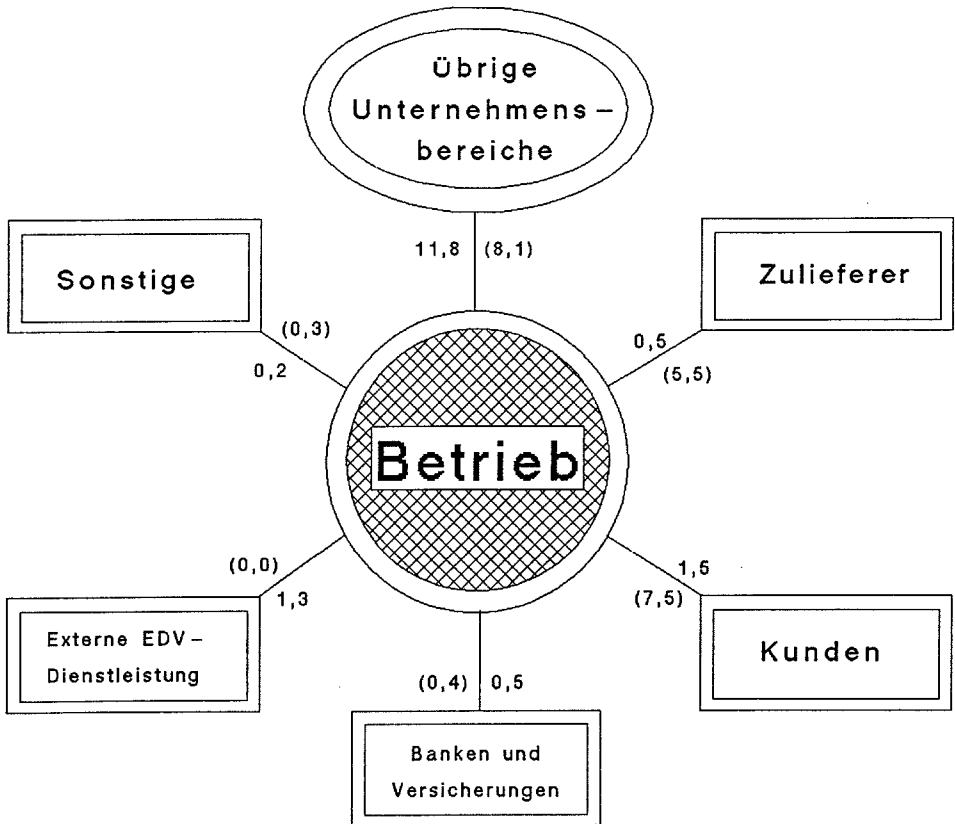 Übrige
Unternehmens–
bereiche
11,8 (8,1)
Sonstige
Zulieferer
(0,3)
0,2
0,5
(5,5)
Betrieb
(0,0)
1,3
1,5
(7,5)
Externe EDV–
Dienstleistung
Kunden
(0,4) 0,5
Banken und
Versicherungen